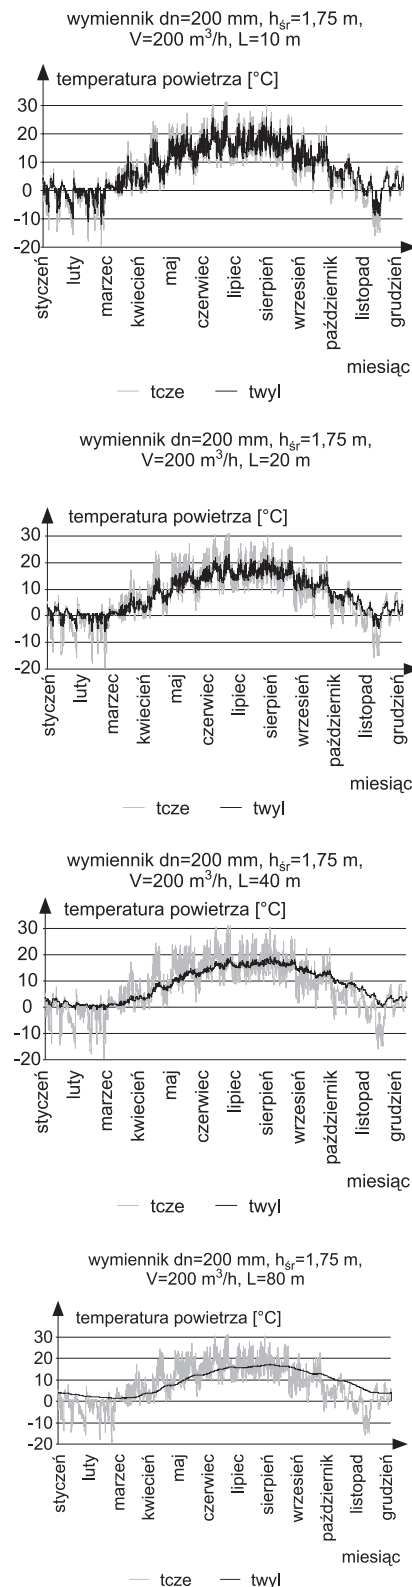 wymiennik dn=200 mm, hśr=1,75 m,
V=200 m³/h, L=10 m
temperatura powietrza [°C]
30
20
10
0
-10
-20
styczeń luty marzec kwiecień maj czerwiec lipiec sierpień wrzesień październik listopad grudzień
miesiąc
tcze twyl
wymiennik dn=200 mm, hśr=1,75 m,
V=200 m³/h, L=20 m
temperatura powietrza [°C]
30
20
10
0
-10
-20
styczeń luty marzec kwiecień maj czerwiec lipiec sierpień wrzesień październik listopad grudzień
miesiąc
tcze twyl
wymiennik dn=200 mm, hśr=1,75 m,
V=200 m³/h, L=40 m
temperatura powietrza [°C]
30
20
10
0
-10
-20
styczeń luty marzec kwiecień maj czerwiec lipiec sierpień wrzesień październik listopad grudzień
miesiąc
tcze twyl
wymiennik dn=200 mm, hśr=1,75 m,
V=200 m³/h, L=80 m
temperatura powietrza [°C]
30
20
10
0
-10
-20
styczeń luty marzec kwiecień maj czerwiec lipiec sierpień wrzesień październik listopad grudzień
miesiąc
tcze twyl